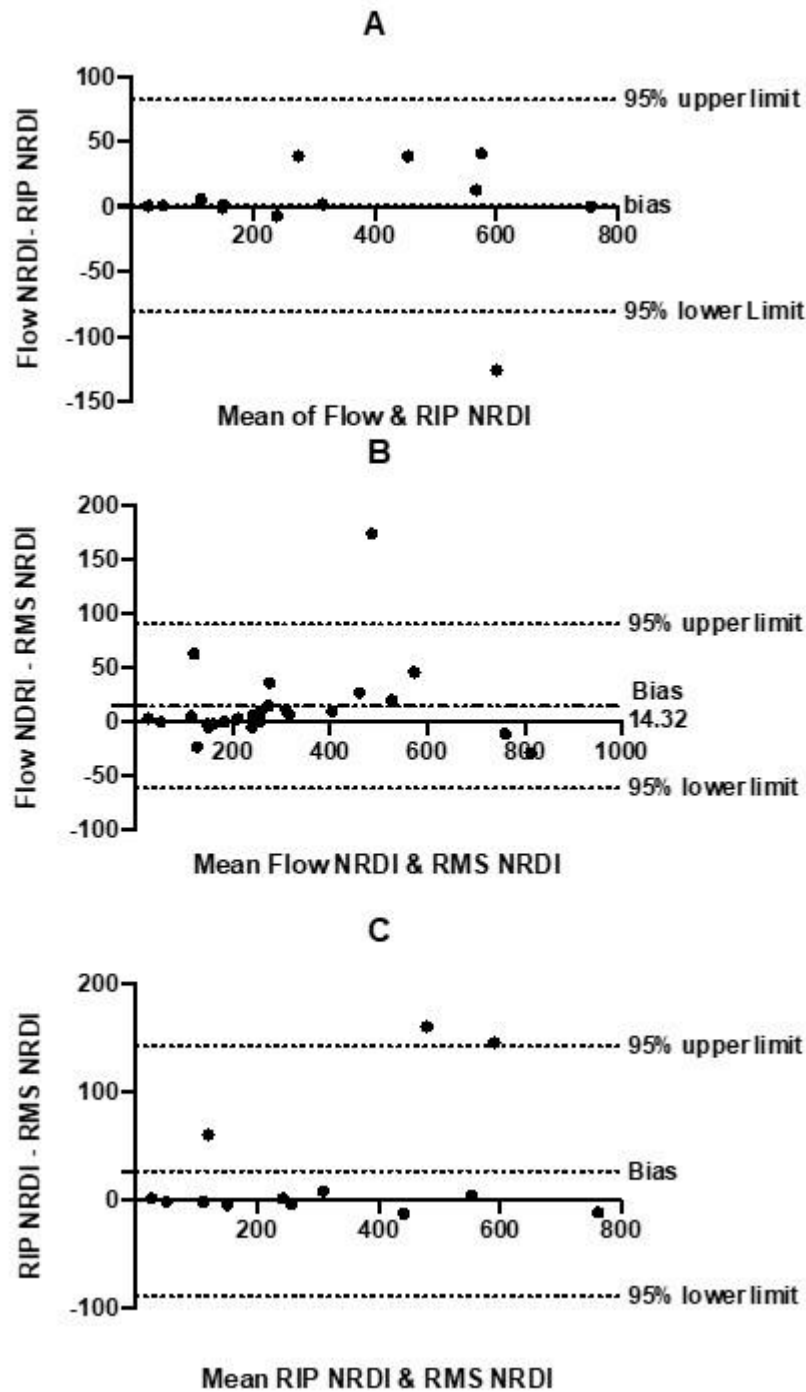 A
100
95% upper limit
50
0
bias
200 400 600 800
-50
95% lower Limit
-100
-150
Flow NRDI- RIP NRDI
Mean of Flow & RIP NRDI
B
200
150
100
95% upper limit
50
Bias
0
14.32
200 400 600 800 1000
-50
95% lower limit
-100
Flow NDRI - RMS NRDI
Mean Flow NRDI & RMS NRDI
C
200
95% upper limit
100
Bias
0
200 400 600 800
95% lower limit
-100
RIP NRDI - RMS NRDI
Mean RIP NRDI & RMS NRDI